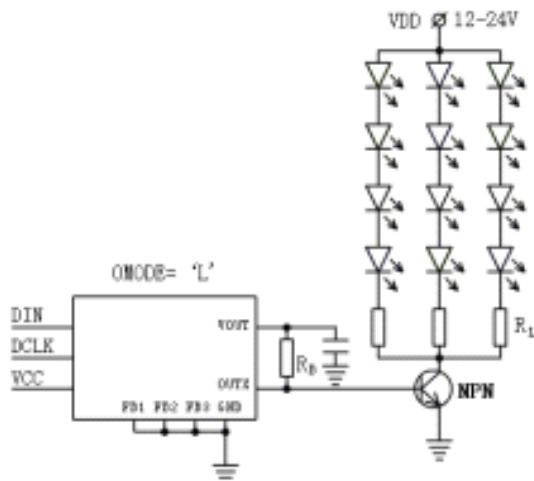 VDD 12-24V
OMODE= 'L'
DIN
VOUT
DCLK
R1
RB
VCC
OUTX
NPN
FB1 FB2 FB3 GND